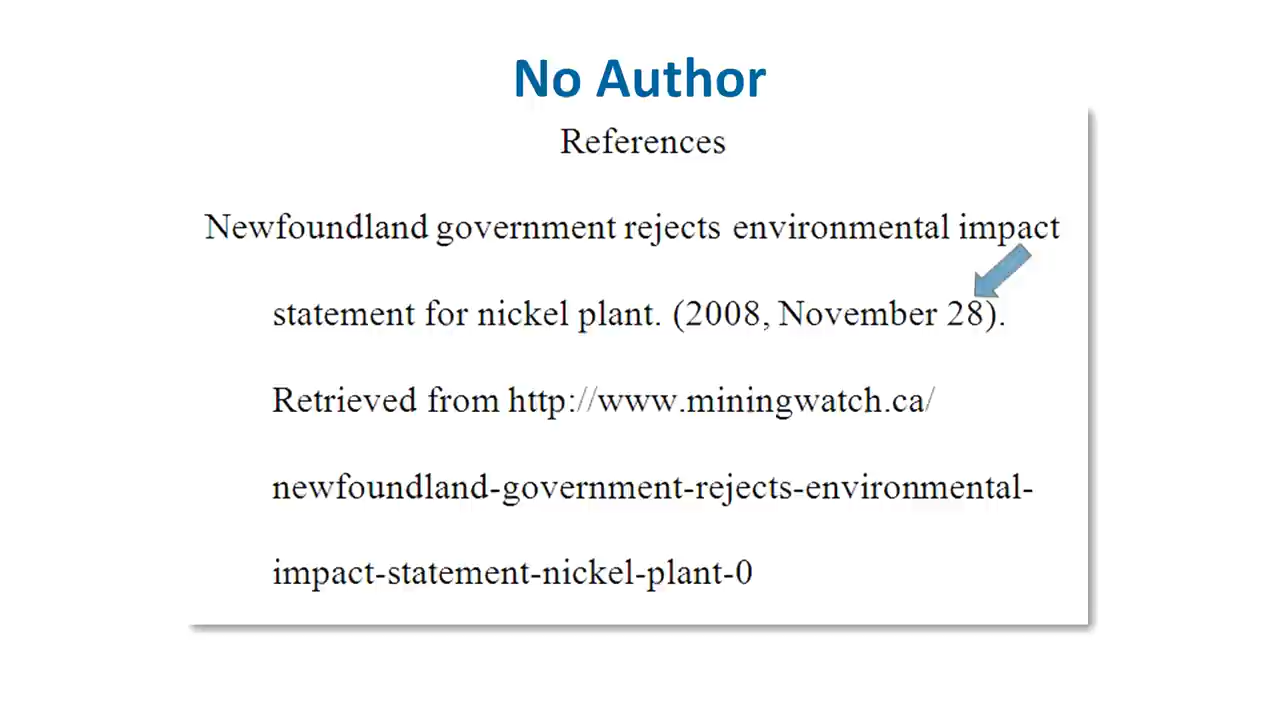 No Author
References
Newfoundland government rejects environmental impact
statement for nickel plant. (2008, November 28).
Retrieved from http://www.miningwatch.ca/
newfoundland-government-rejects-environmental-
impact-statement-nickel-plant-0